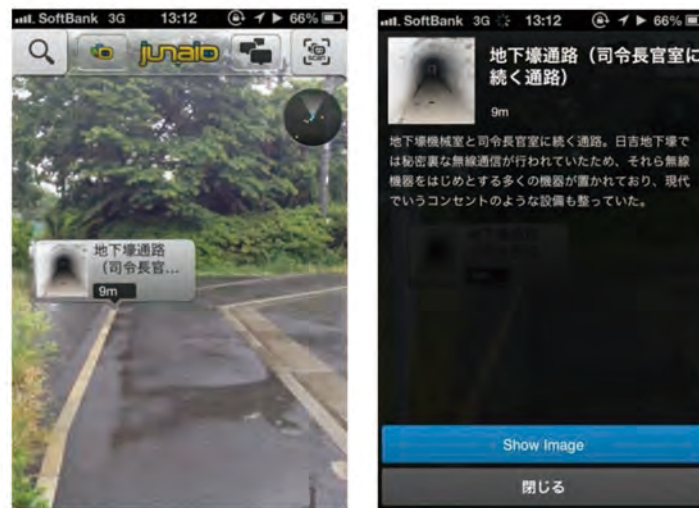 SoftBank 3G 13:12 66%
junaio
SCAN
地下壕通路
(司令長官...
9m
SoftBank 3G 13:12 66%
地下壕通路（司令長官室に
続く通路）
9m
地下壕機械室と司令長官室に続く通路。日吉地下壕で
は秘密裏な無線通信が行われていたため、それら無線
機器をはじめとする多くの機器が置かれており、現代
でいうコンセントのような設備も整っていた。
Show Image
閉じる